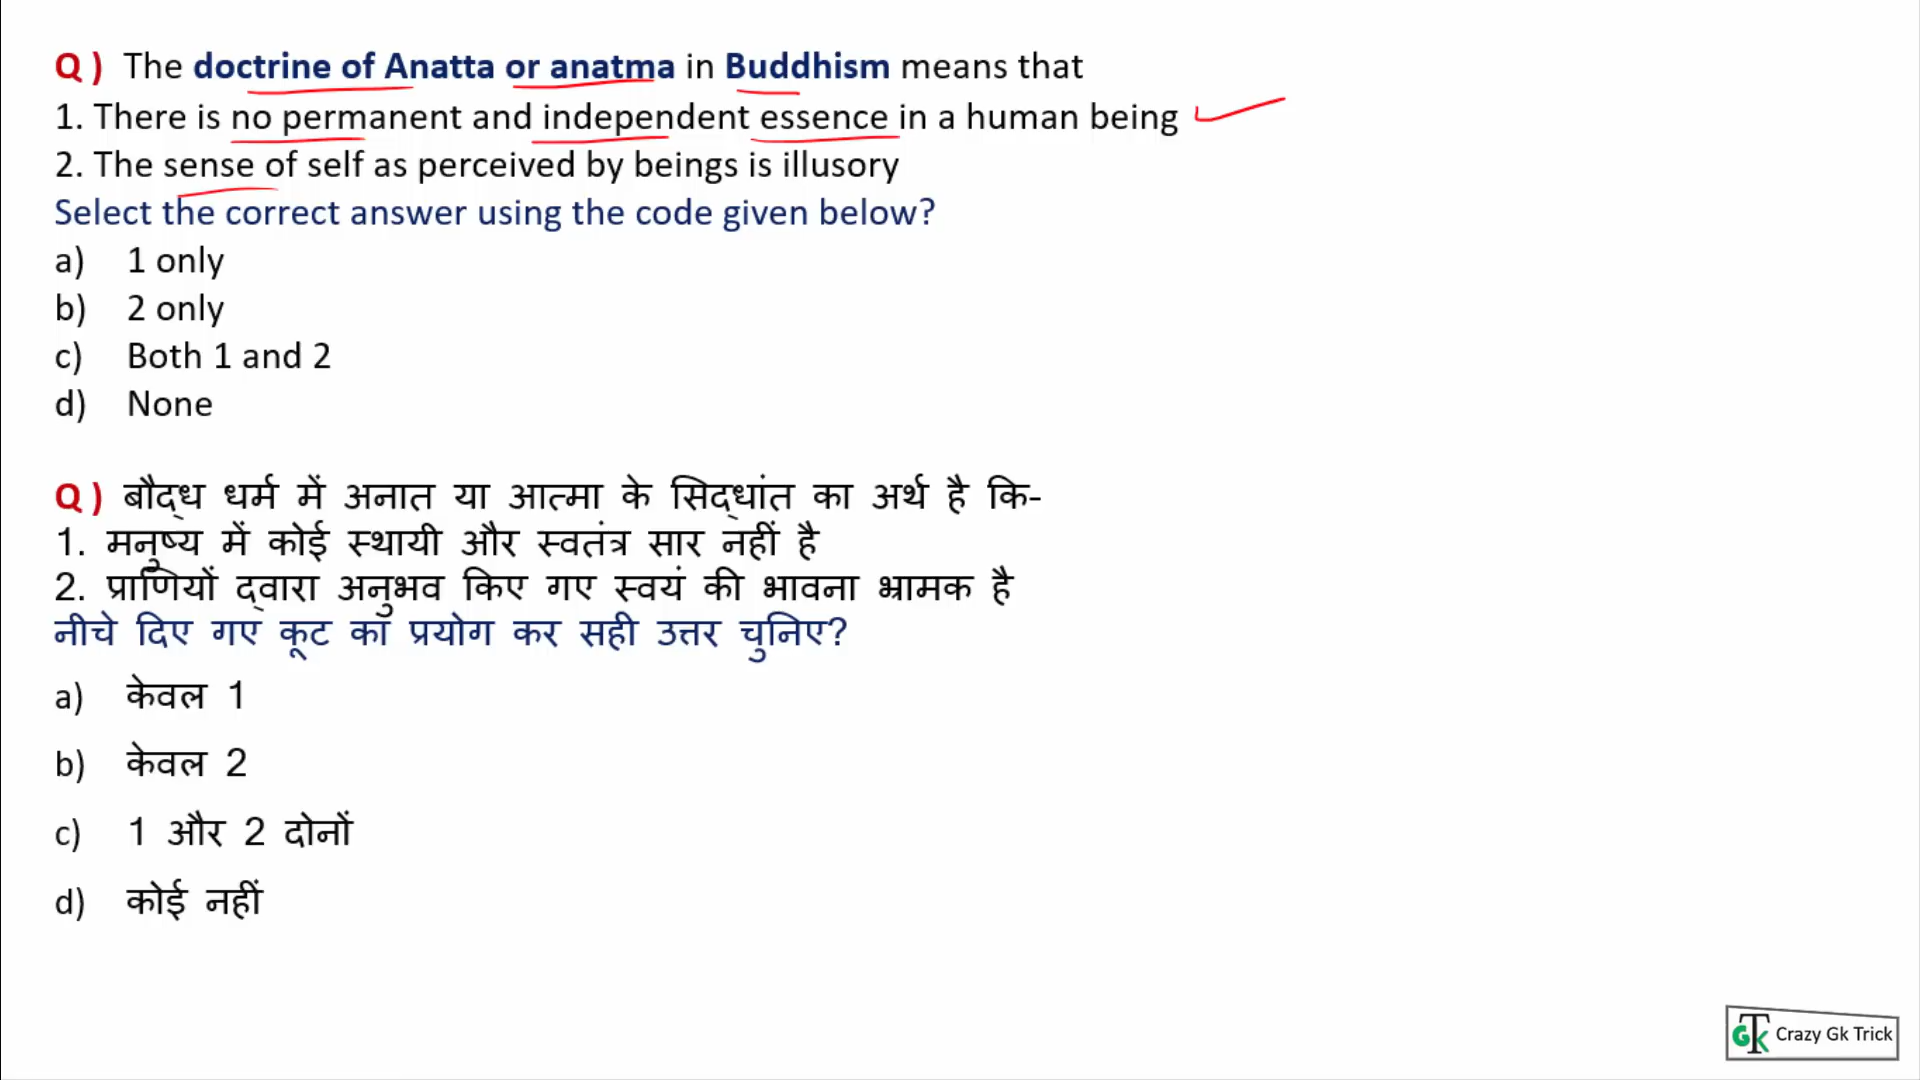 Q) The doctrine of Anatta or anatma in Buddhism means that
1. There is no permanent and independent essence in a human being
2. The sense of self as perceived by beings is illusory
Select the correct answer using the code given below?
a) 1 only
b) 2 only
c) Both 1 and 2
d) None
Q) बौद्ध धर्म में अनात या आत्मा के सिद्धांत का अर्थ है कि-
1. मनुष्य में कोई स्थायी और स्वतंत्र सार नहीं है
2. प्राणियों द्वारा अनुभव किए गए स्वयं की भावना भ्रामक है
नीचे दिए गए कूट का प्रयोग कर सही उत्तर चुनिए?
a) केवल 1
b) केवल 2
c) 1 और 2 दोनों
d) कोई नहीं
GTK Crazy Gk Trick